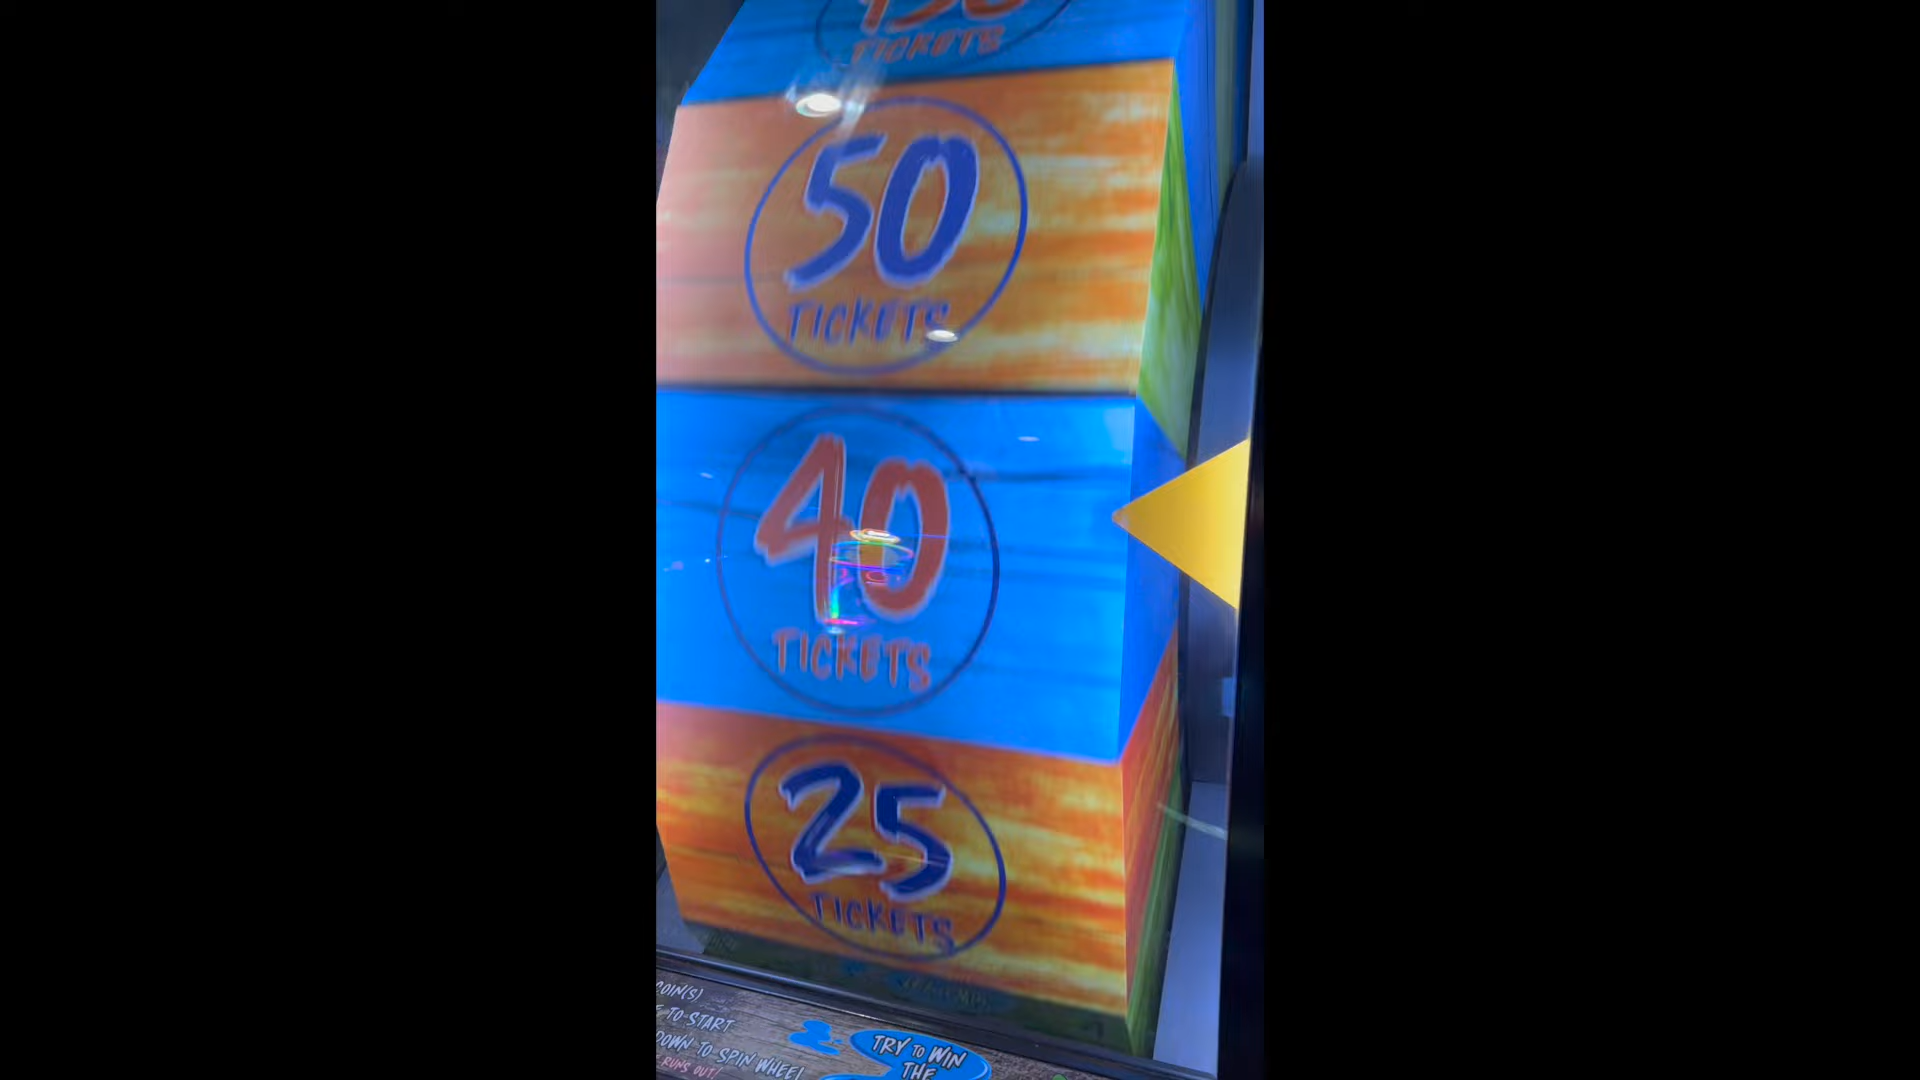 TICKETS
50
TICKETS
40
TICKETS
25
TICKETS
COIN(S)
TO START
DOWN TO SPIN WHEEL
RUNS OUT!
TRY TO WIN
THE